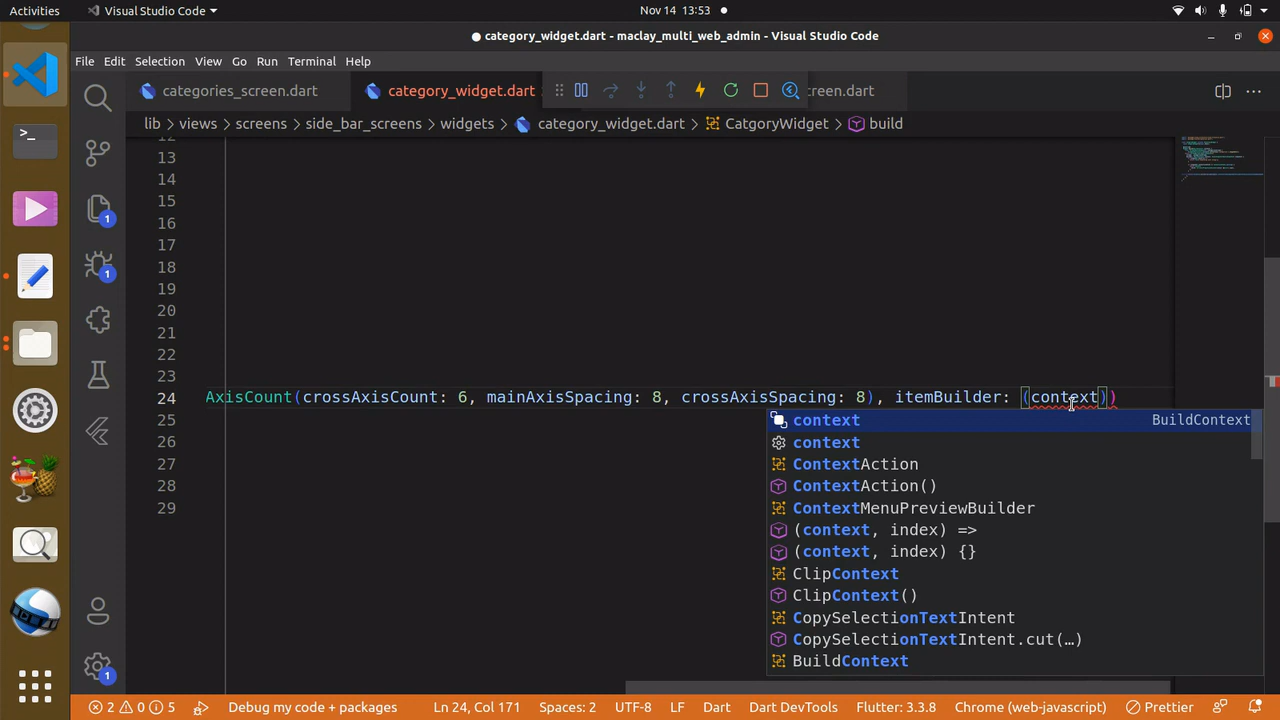 Activities
Visual Studio Code
Nov 14 13:53
category_widget.dart - maclay_multi_web_admin - Visual Studio Code
File Edit Selection View Go Run Terminal Help
categories_screen.dart
category_widget.dart
creen.dart
lib > views > screens > side_bar_screens > widgets > category_widget.dart > CatgoryWidget > build
12
13
14
15
16
17
18
19
20
21
22
23
24 AxisCount(crossAxisCount: 6, mainAxisSpacing: 8, crossAxisSpacing: 8), itemBuilder: (context))
25
26
27
28
29
context BuildContext
context
ContextAction
ContextAction()
ContextMenuPreviewBuilder
(context, index) =>
(context, index) {}
ClipContext
ClipContext()
CopySelectionTextIntent
CopySelectionTextIntent.cut(…)
BuildContext
1
1
1
2 0 5 Debug my code + packages Ln 24, Col 171 Spaces: 2 UTF-8 LF Dart Dart DevTools Flutter: 3.3.8 Chrome (web-javascript) Prettier